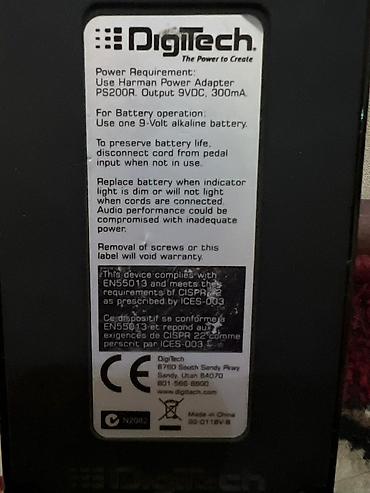 DigiTech
The Power to Create
Power Requirement:
Use Harman Power Adapter
PS200R. Output 9VDC, 300mA.
For Battery operation:
Use one 9-Volt alkaline battery.
To preserve battery life,
disconnect cord from pedal
input when not in use.
Replace battery when indicator
light is dim or will not light
when cords are connected.
Audio performance could be
compromised with inadequate
power.
Removal of screws or this
label will void warranty.
This device complies with
EN55013 and meets the
requirements of CISPR 22
as prescribed by ICES-003
Ce dispositif se conforme à
EN55013 et repond aux
exigences de CISPR 22 comme
perscrit par ICES-003
CE
DigiTech
8760 South Sandy Pkwy
Sandy, Utah 84070
801-566-8800
www.digitech.com
N2082
Made in China
DigiTech